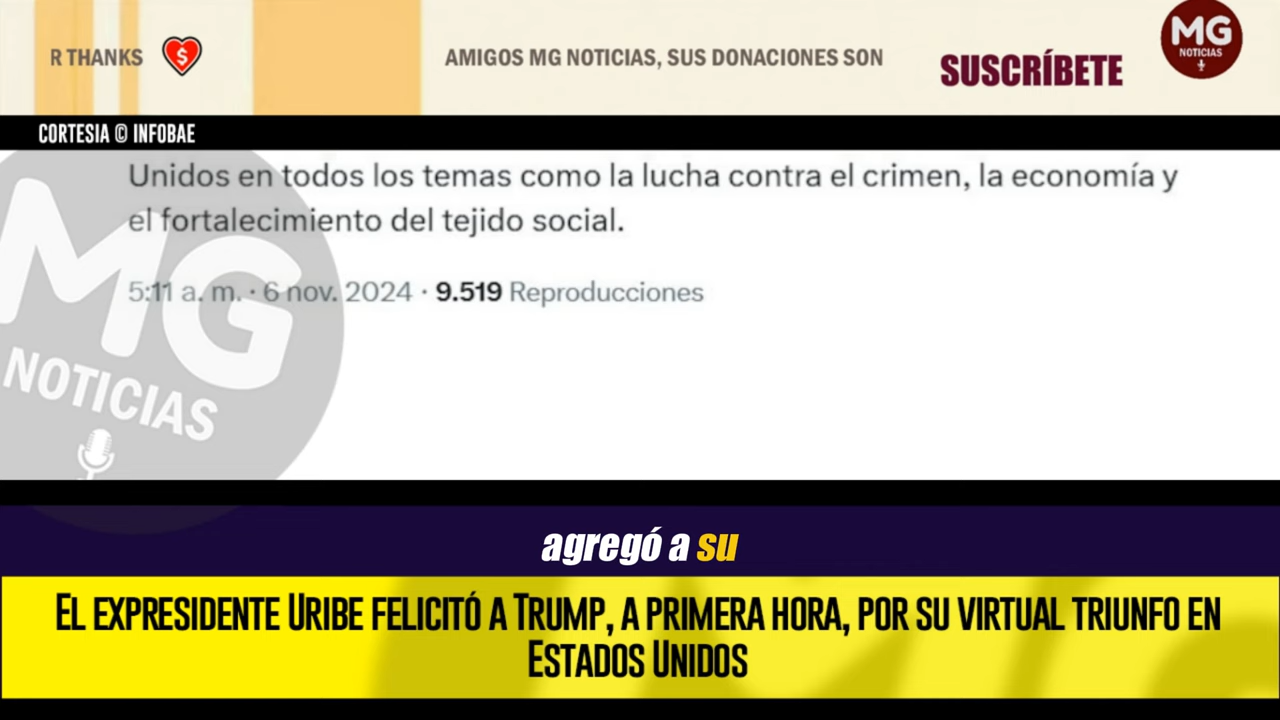 R THANKS
AMIGOS MG NOTICIAS, SUS DONACIONES SON
SUSCRÍBETE
MG
NOTICIAS
CORTESIA © INFOBAE
Unidos en todos los temas como la lucha contra el crimen, la economía y
el fortalecimiento del tejido social.
5:11 a. m. · 6 nov. 2024 · 9.519 Reproducciones
MG
NOTICIAS
agregó a su
EL EXPRESIDENTE URIBE FELICITÓ A TRUMP, A PRIMERA HORA, POR SU VIRTUAL TRIUNFO EN
ESTADOS UNIDOS